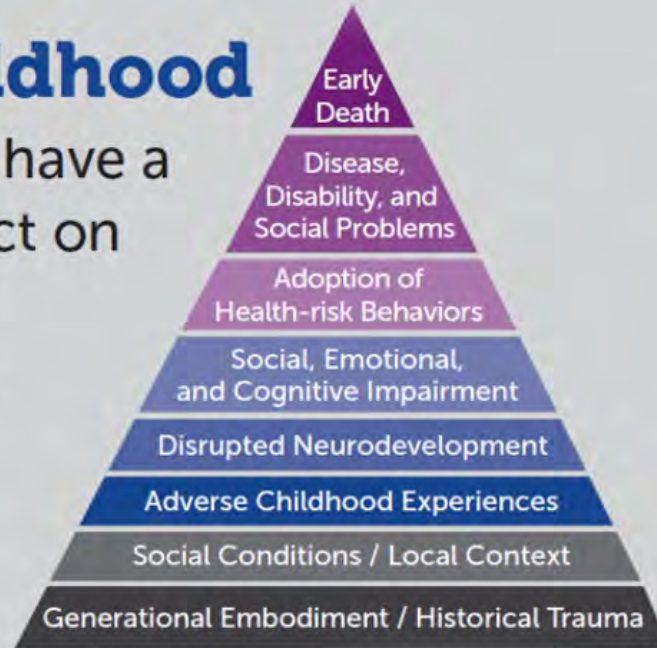 ldhood
have a
ct on
Early
Death
Disease,
Disability, and
Social Problems
Adoption of
Health-risk Behaviors
Social, Emotional,
and Cognitive Impairment
Disrupted Neurodevelopment
Adverse Childhood Experiences
Social Conditions / Local Context
Generational Embodiment / Historical Trauma